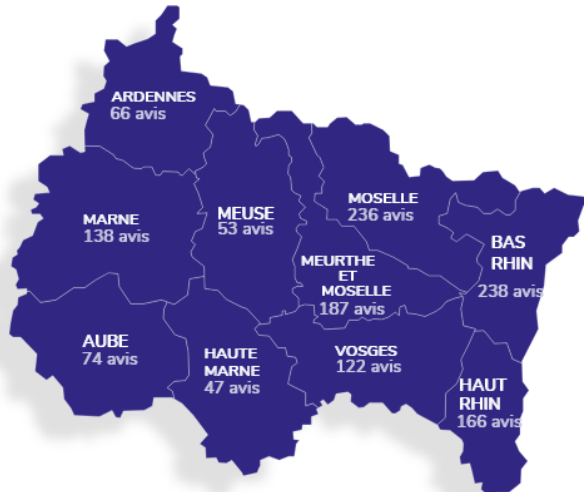 ARDENNES
66 avis
MARNE
138 avis
MEUSE
53 avis
MOSELLE
236 avis
BAS
RHIN
238 avis
MEURTHE
ET
MOSELLE
187 avis
AUBE
74 avis
HAUTE
MARNE
47 avis
VOSGES
122 avis
HAUT
RHIN
166 avis